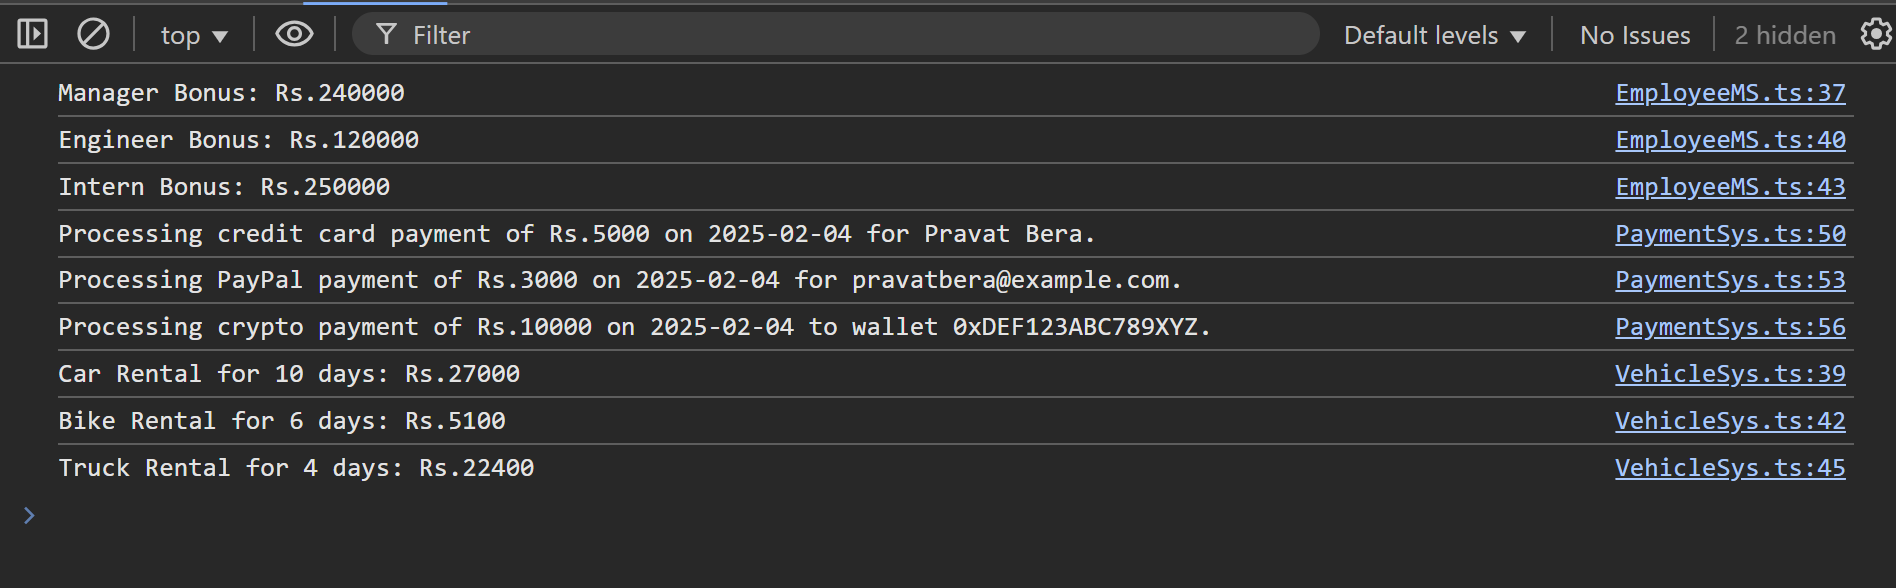 top Filter Default levels No Issues 2 hidden
Manager Bonus: Rs.240000 EmployeeMS.ts:37
Engineer Bonus: Rs.120000 EmployeeMS.ts:40
Intern Bonus: Rs.250000 EmployeeMS.ts:43
Processing credit card payment of Rs.5000 on 2025-02-04 for Pravat Bera. PaymentSys.ts:50
Processing PayPal payment of Rs.3000 on 2025-02-04 for pravatbera@example.com. PaymentSys.ts:53
Processing crypto payment of Rs.10000 on 2025-02-04 to wallet 0xDEF123ABC789XYZ. PaymentSys.ts:56
Car Rental for 10 days: Rs.27000 VehicleSys.ts:39
Bike Rental for 6 days: Rs.5100 VehicleSys.ts:42
Truck Rental for 4 days: Rs.22400 VehicleSys.ts:45